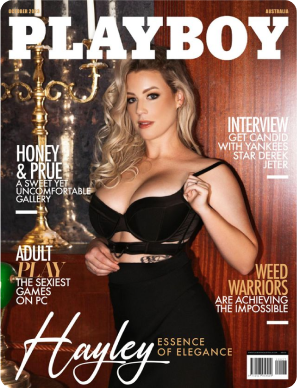 AUSTRALIA
PLAYBOY
HONEY
& PRUE
A SWEET YET
UNCOMFORTABLE
GALLERY
INTERVIEW
GET CANDID
WITH YANKEES
STAR DEREK
JETER
ADULT
PLAY
THE SEXIEST
GAMES
ON PC
WEED
WARRIORS
ARE ACHIEVING
THE IMPOSSIBLE
Hayley
ESSENCE
OF ELEGANCE